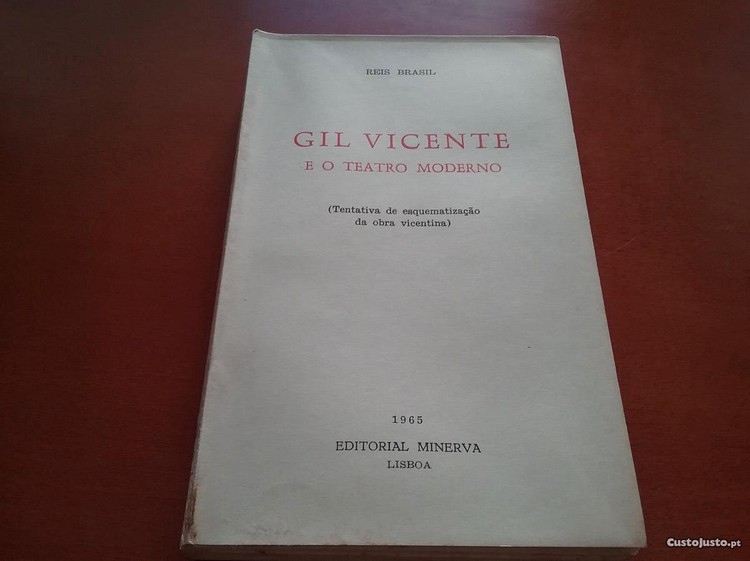 REIS BRASIL
GIL VICENTE
E O TEATRO MODERNO
(Tentativa de esquematização
da obra vicentina)
1965
EDITORIAL MINERVA
LISBOA
CustoJusto.pt